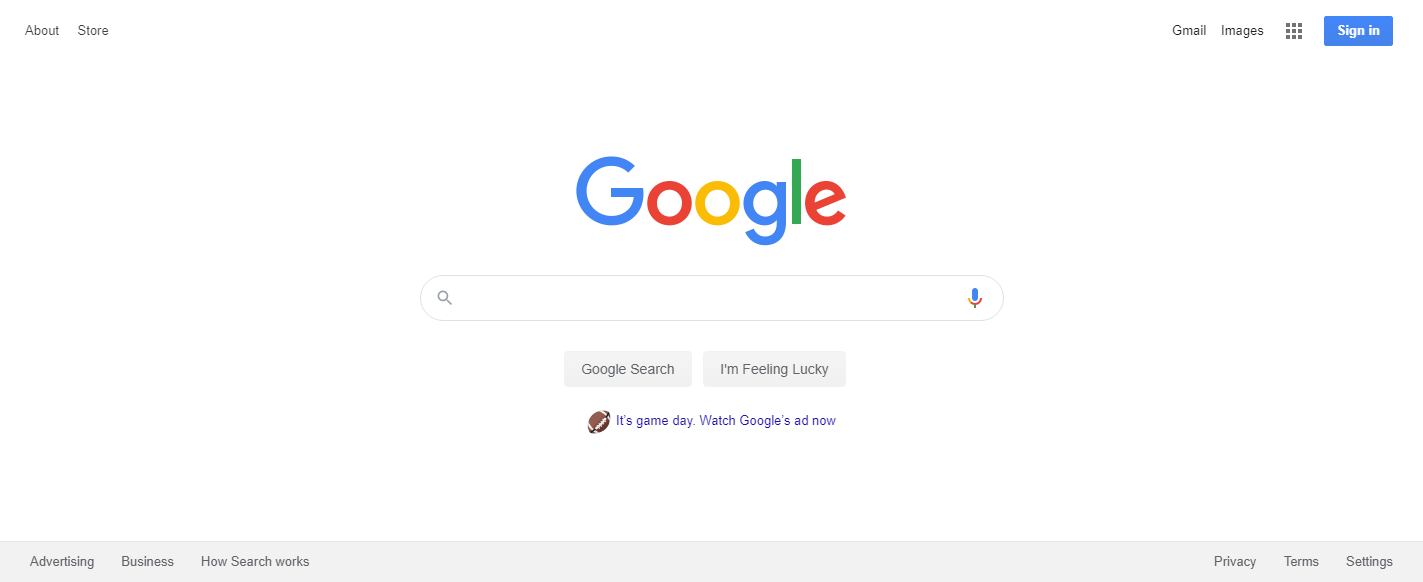 About Store Gmail Images Sign in
Google
Google Search I'm Feeling Lucky
It's game day. Watch Google's ad now
Advertising Business How Search works Privacy Terms Settings